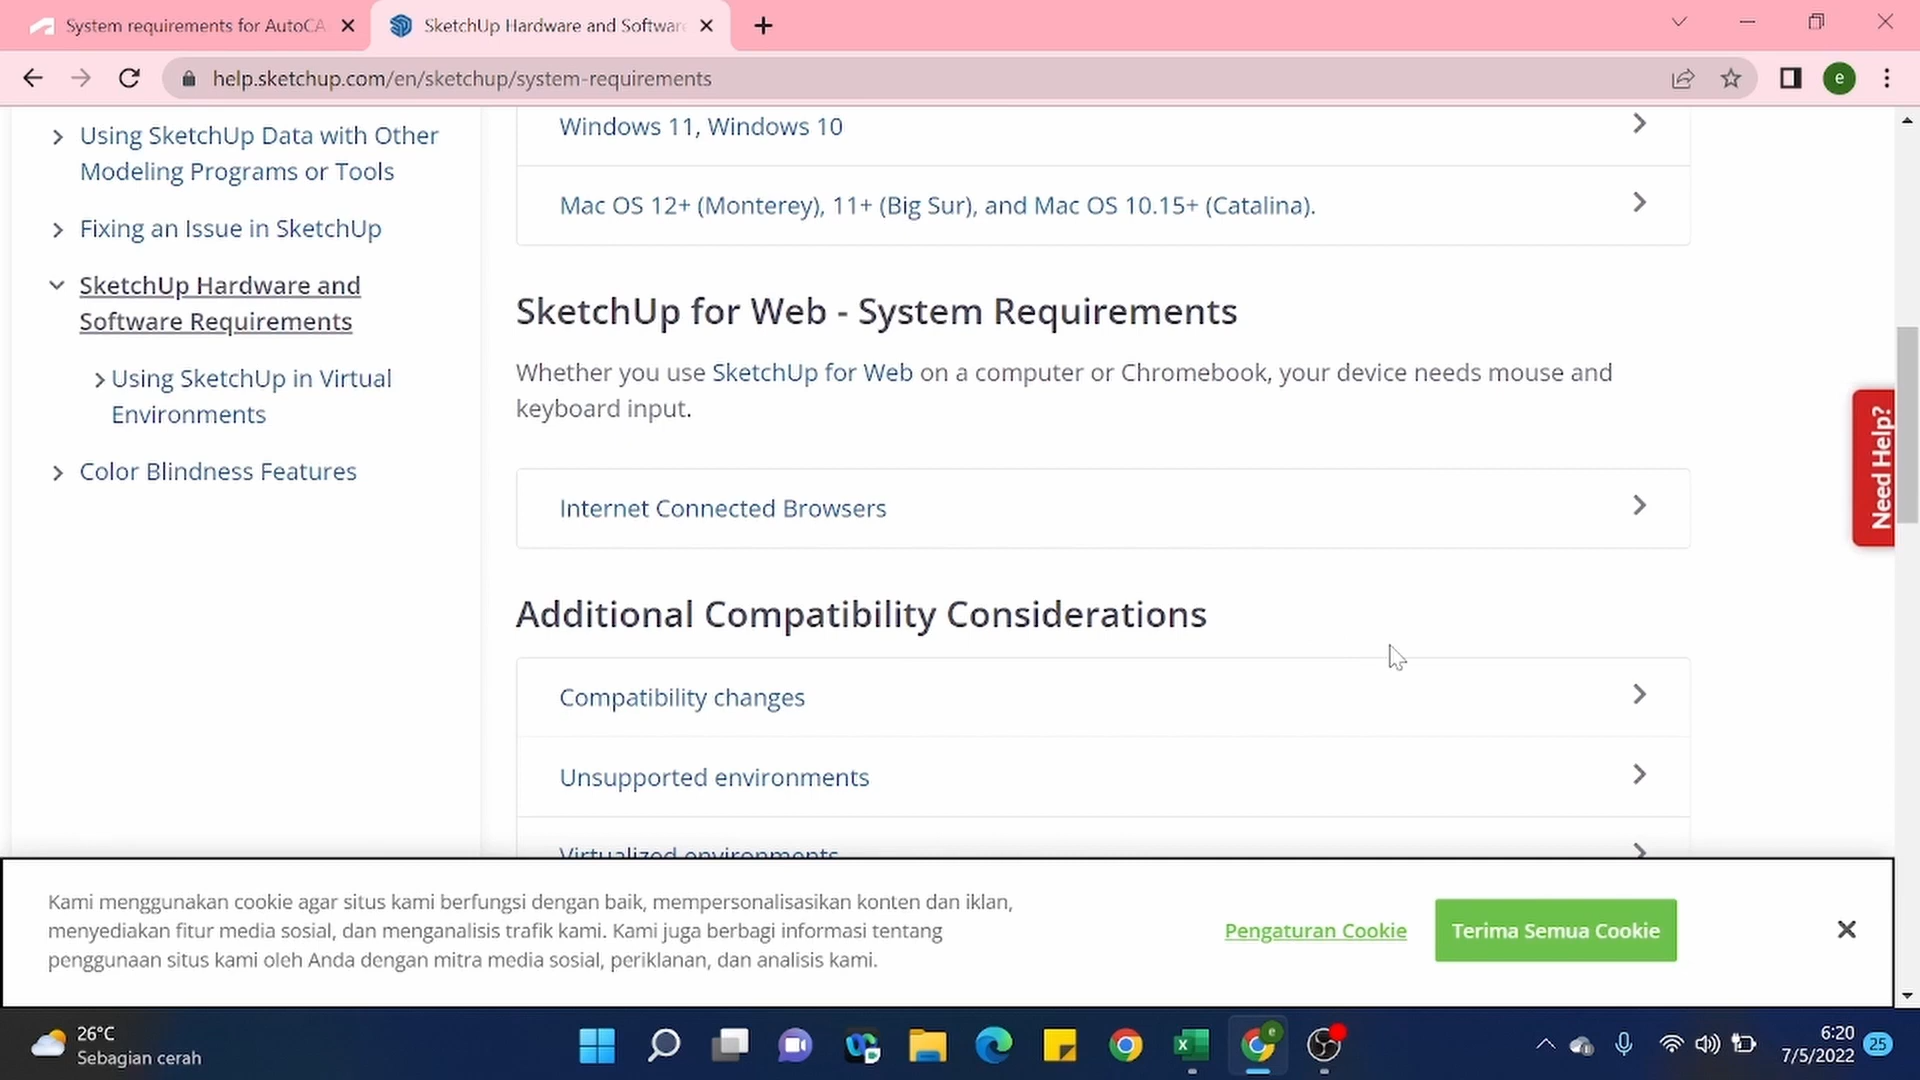 System requirements for AutoCA
SketchUp Hardware and Software
help.sketchup.com/en/sketchup/system-requirements
e
Using SketchUp Data with Other
Modeling Programs or Tools
Fixing an Issue in SketchUp
SketchUp Hardware and
Software Requirements
Using SketchUp in Virtual
Environments
Color Blindness Features
Windows 11, Windows 10
Mac OS 12+ (Monterey), 11+ (Big Sur), and Mac OS 10.15+ (Catalina).
SketchUp for Web - System Requirements
Whether you use SketchUp for Web on a computer or Chromebook, your device needs mouse and
keyboard input.
Internet Connected Browsers
Additional Compatibility Considerations
Compatibility changes
Unsupported environments
Virtualized environments
Need Help?
Kami menggunakan cookie agar situs kami berfungsi dengan baik, mempersonalisasikan konten dan iklan,
menyediakan fitur media sosial, dan menganalisis trafik kami. Kami juga berbagi informasi tentang
penggunaan situs kami oleh Anda dengan mitra media sosial, periklanan, dan analisis kami.
Pengaturan Cookie
Terima Semua Cookie
26°C
Sebagian cerah
6:20
7/5/2022
25